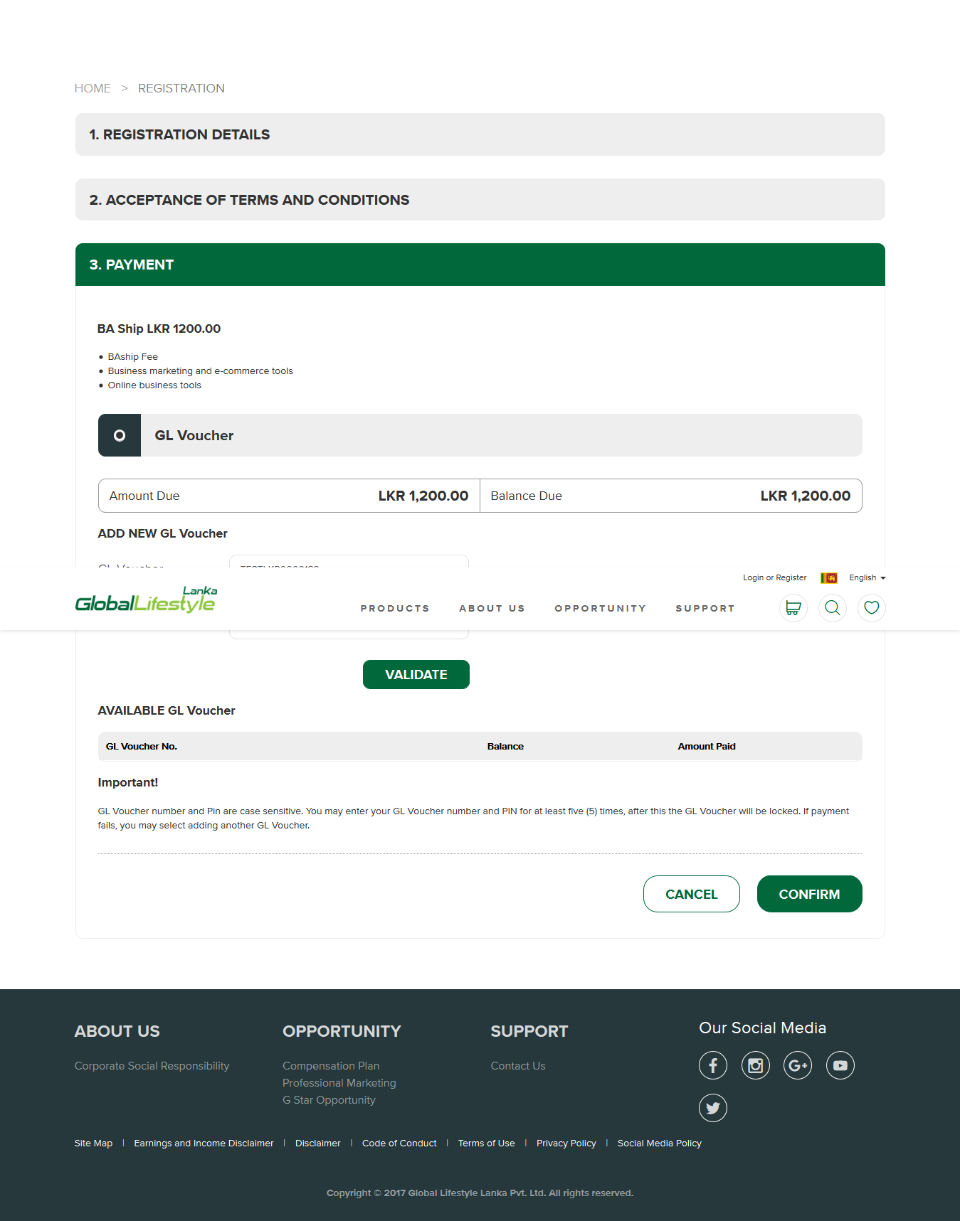 HOME > REGISTRATION
1. REGISTRATION DETAILS
2. ACCEPTANCE OF TERMS AND CONDITIONS
3. PAYMENT
BA Ship LKR 1200.00
• BAship Fee
• Business marketing and e-commerce tools
• Online business tools
GL Voucher
Amount Due LKR 1,200.00 Balance Due LKR 1,200.00
ADD NEW GL Voucher
GL Voucher
Login or Register English
Lanka
GlobalLifestyle
PRODUCTS ABOUT US OPPORTUNITY SUPPORT
VALIDATE
AVAILABLE GL Voucher
GL Voucher No. Balance Amount Paid
Important!
GL Voucher number and Pin are case sensitive. You may enter your GL Voucher number and PIN for at least five (5) times, after this the GL Voucher will be locked. If payment
fails, you may select adding another GL Voucher.
CANCEL CONFIRM
ABOUT US
Corporate Social Responsibility
OPPORTUNITY
Compensation Plan
Professional Marketing
G Star Opportunity
SUPPORT
Contact Us
Our Social Media
Site Map | Earnings and Income Disclaimer | Disclaimer | Code of Conduct | Terms of Use | Privacy Policy | Social Media Policy
Copyright © 2017 Global Lifestyle Lanka Pvt. Ltd. All rights reserved.